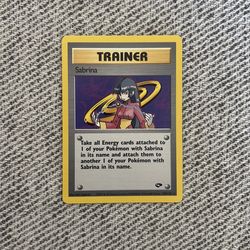 TRAINER
Sabrina
Take all Energy cards attached to
1 of your Pokémon with Sabrina
in its name and attach them to
another 1 of your Pokémon with
Sabrina in its name.